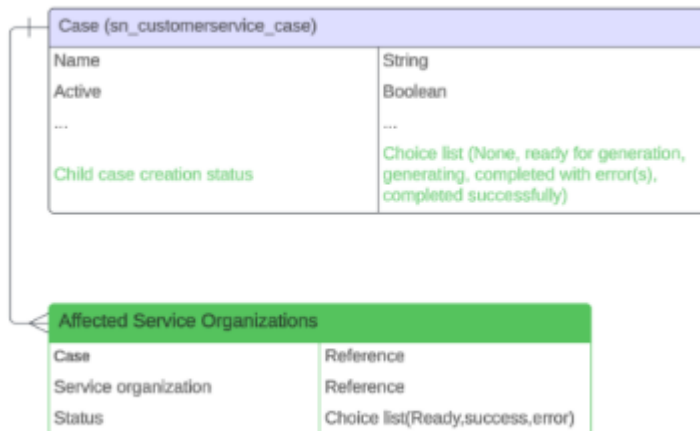 Case (sn_customerservice_case)
Name String
Active Boolean
... ...
Child case creation status
Choice list (None, ready for generation,
generating, completed with error(s),
completed successfully)
Affected Service Organizations
Case Reference
Service organization Reference
Status Choice list(Ready,success,error)